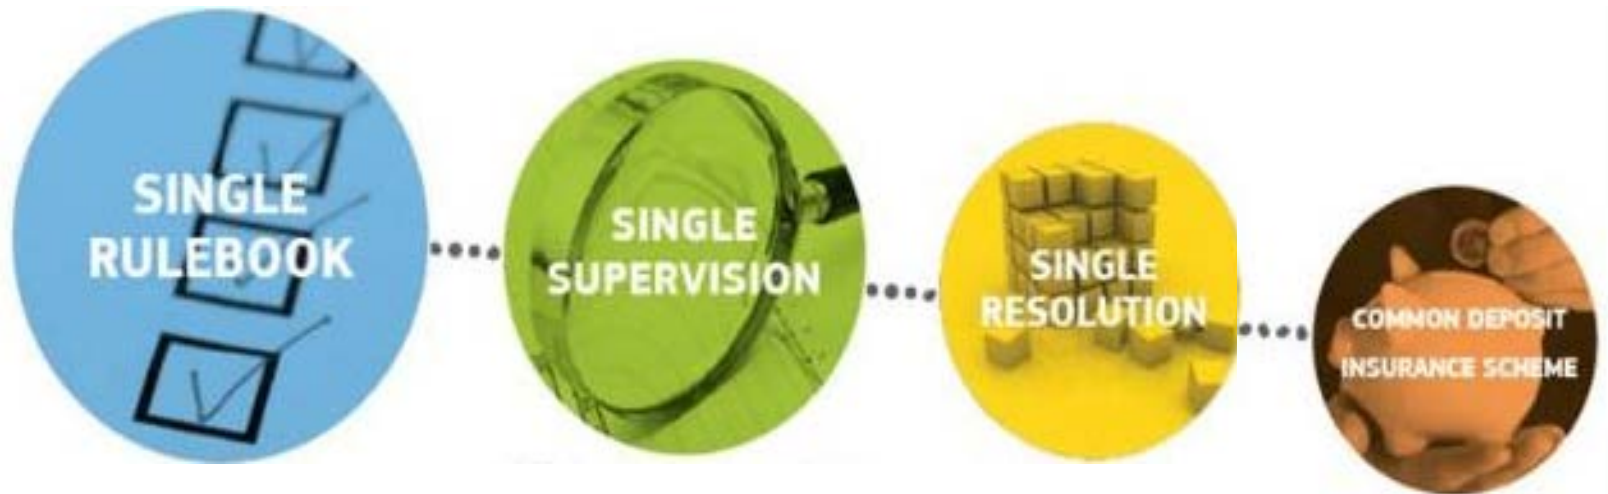 SINGLE
RULEBOOK
SINGLE
SUPERVISION
SINGLE
RESOLUTION
COMMON DEPOSIT
INSURANCE SCHEME